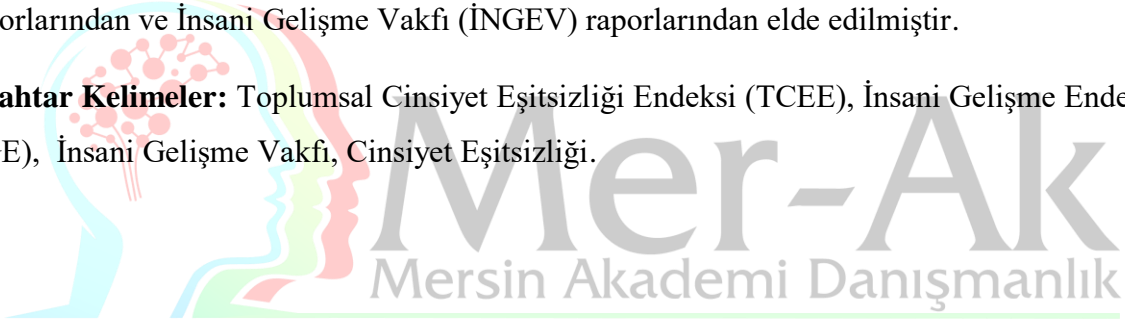 orlarından ve İnsani Gelişme Vakfı (İNGEV) raporlarından elde edilmiştir.
ahtar Kelimeler: Toplumsal Cinsiyet Eşitsizliği Endeksi (TCEE), İnsani Gelişme Ende
E), İnsani Gelişme Vakfı, Cinsiyet Eşitsizliği.
Mer-Ak
Mersin Akademi Danışmanlık